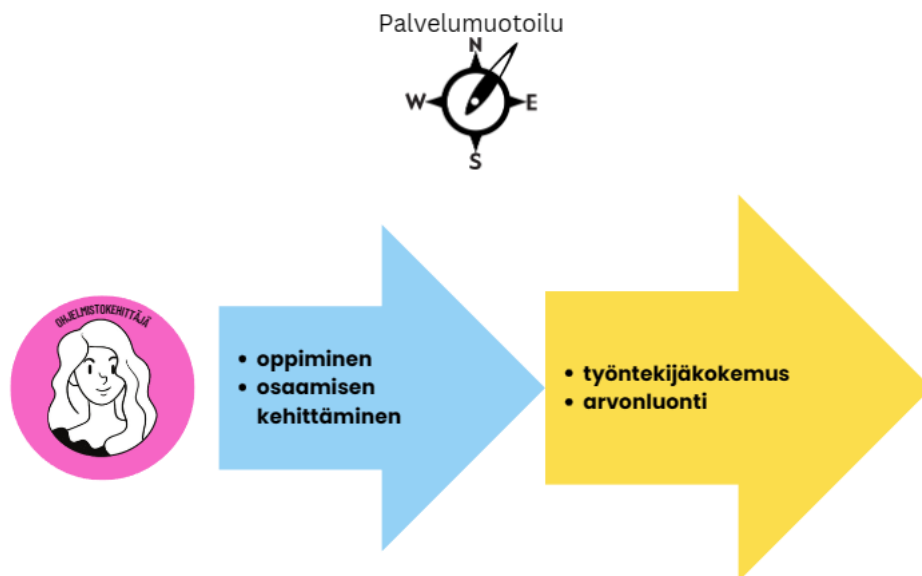 Palvelumuotoilu
N
W E
S
OHJELMISTOKEHITTÄJÄ
• oppiminen
• osaamisen
kehittäminen
• työntekijäkokemus
• arvonluonti